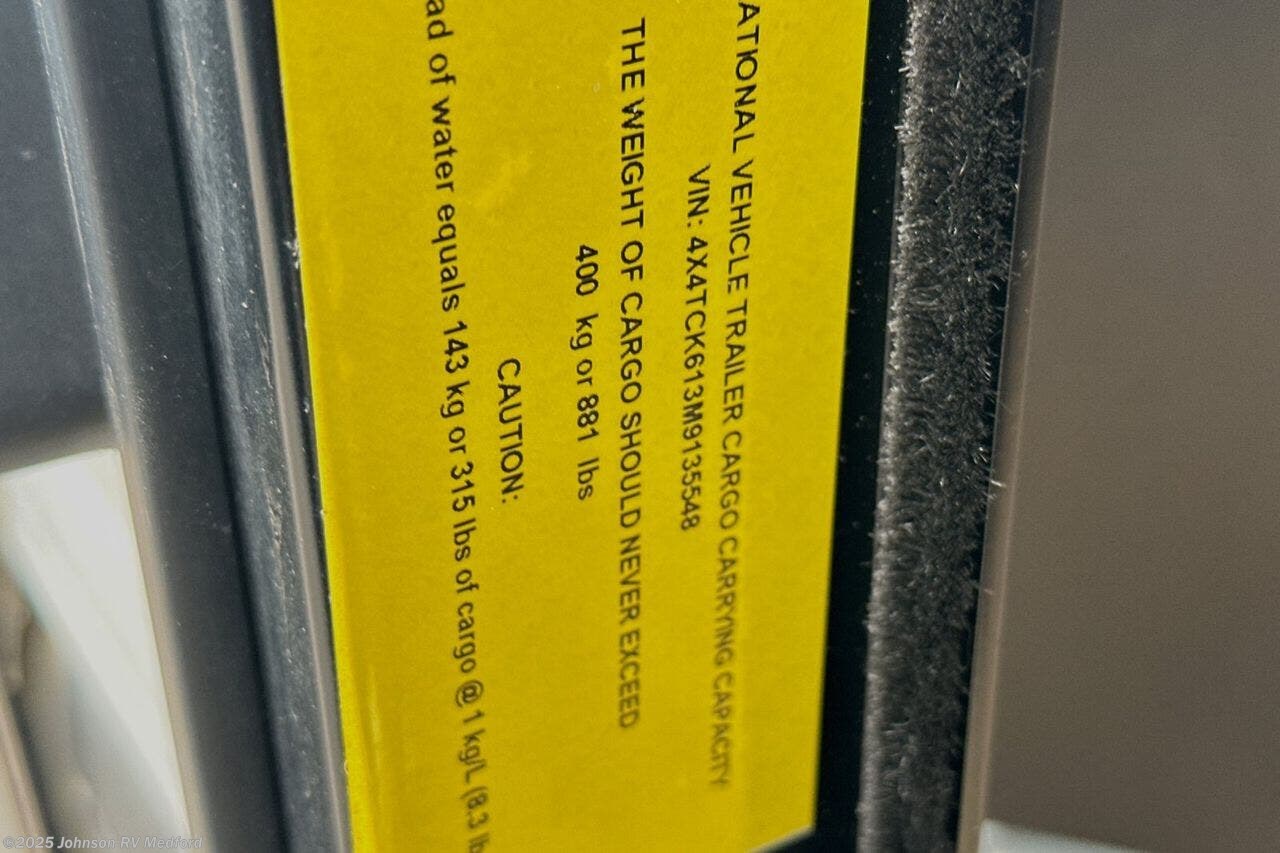 ATIONAL VEHICLE TRAILER CARGO CARRYING CAPACITY
VIN: 4X4TCK613M9135548
THE WEIGHT OF CARGO SHOULD NEVER EXCEED
400 kg or 881 lbs
CAUTION:
ad of water equals 143 kg or 315 lbs of cargo @ 1 kg/L (8.3 lb
©2025 Johnson RV Medford